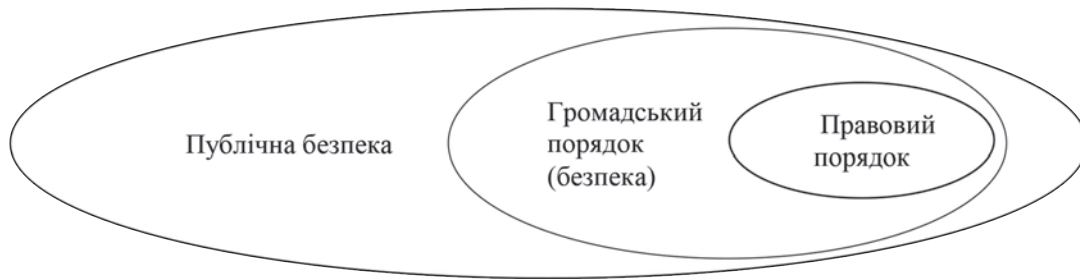 Публічна безпека
Громадський
порядок
(безпека)
Правовий
порядок